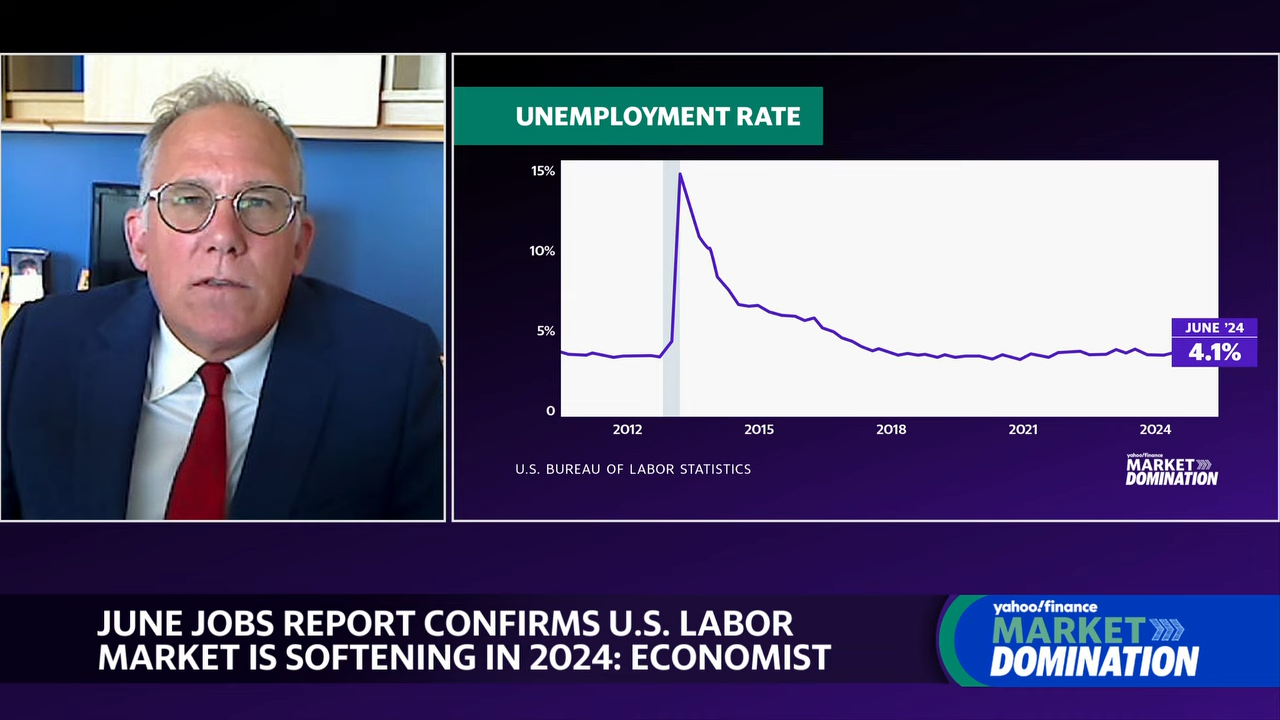 UNEMPLOYMENT RATE
15%
10%
5%
0
2012 2015 2018 2021 2024
JUNE '24
4.1%
U.S. BUREAU OF LABOR STATISTICS
yahoo!finance
MARKET
DOMINATION
JUNE JOBS REPORT CONFIRMS U.S. LABOR
MARKET IS SOFTENING IN 2024: ECONOMIST
yahoo!finance
MARKET
DOMINATION